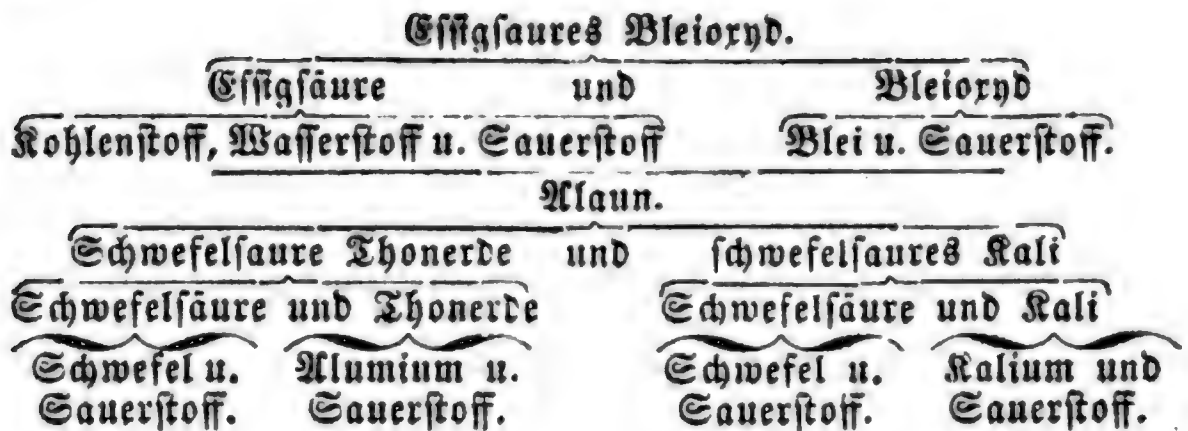 Essigsaures Bleioxyd.
Essigsäure und Bleioxyd
Kohlenstoff, Wasserstoff u. Sauerstoff Blei u. Sauerstoff.
Alaun.
Schwefelsaure Thonerde und schwefelsaures Kali
Schwefelsäure und Thonerde Schwefelsäure und Kali
Schwefel u. Alumium u. Schwefel u. Kalium und
Sauerstoff. Sauerstoff. Sauerstoff. Sauerstoff.